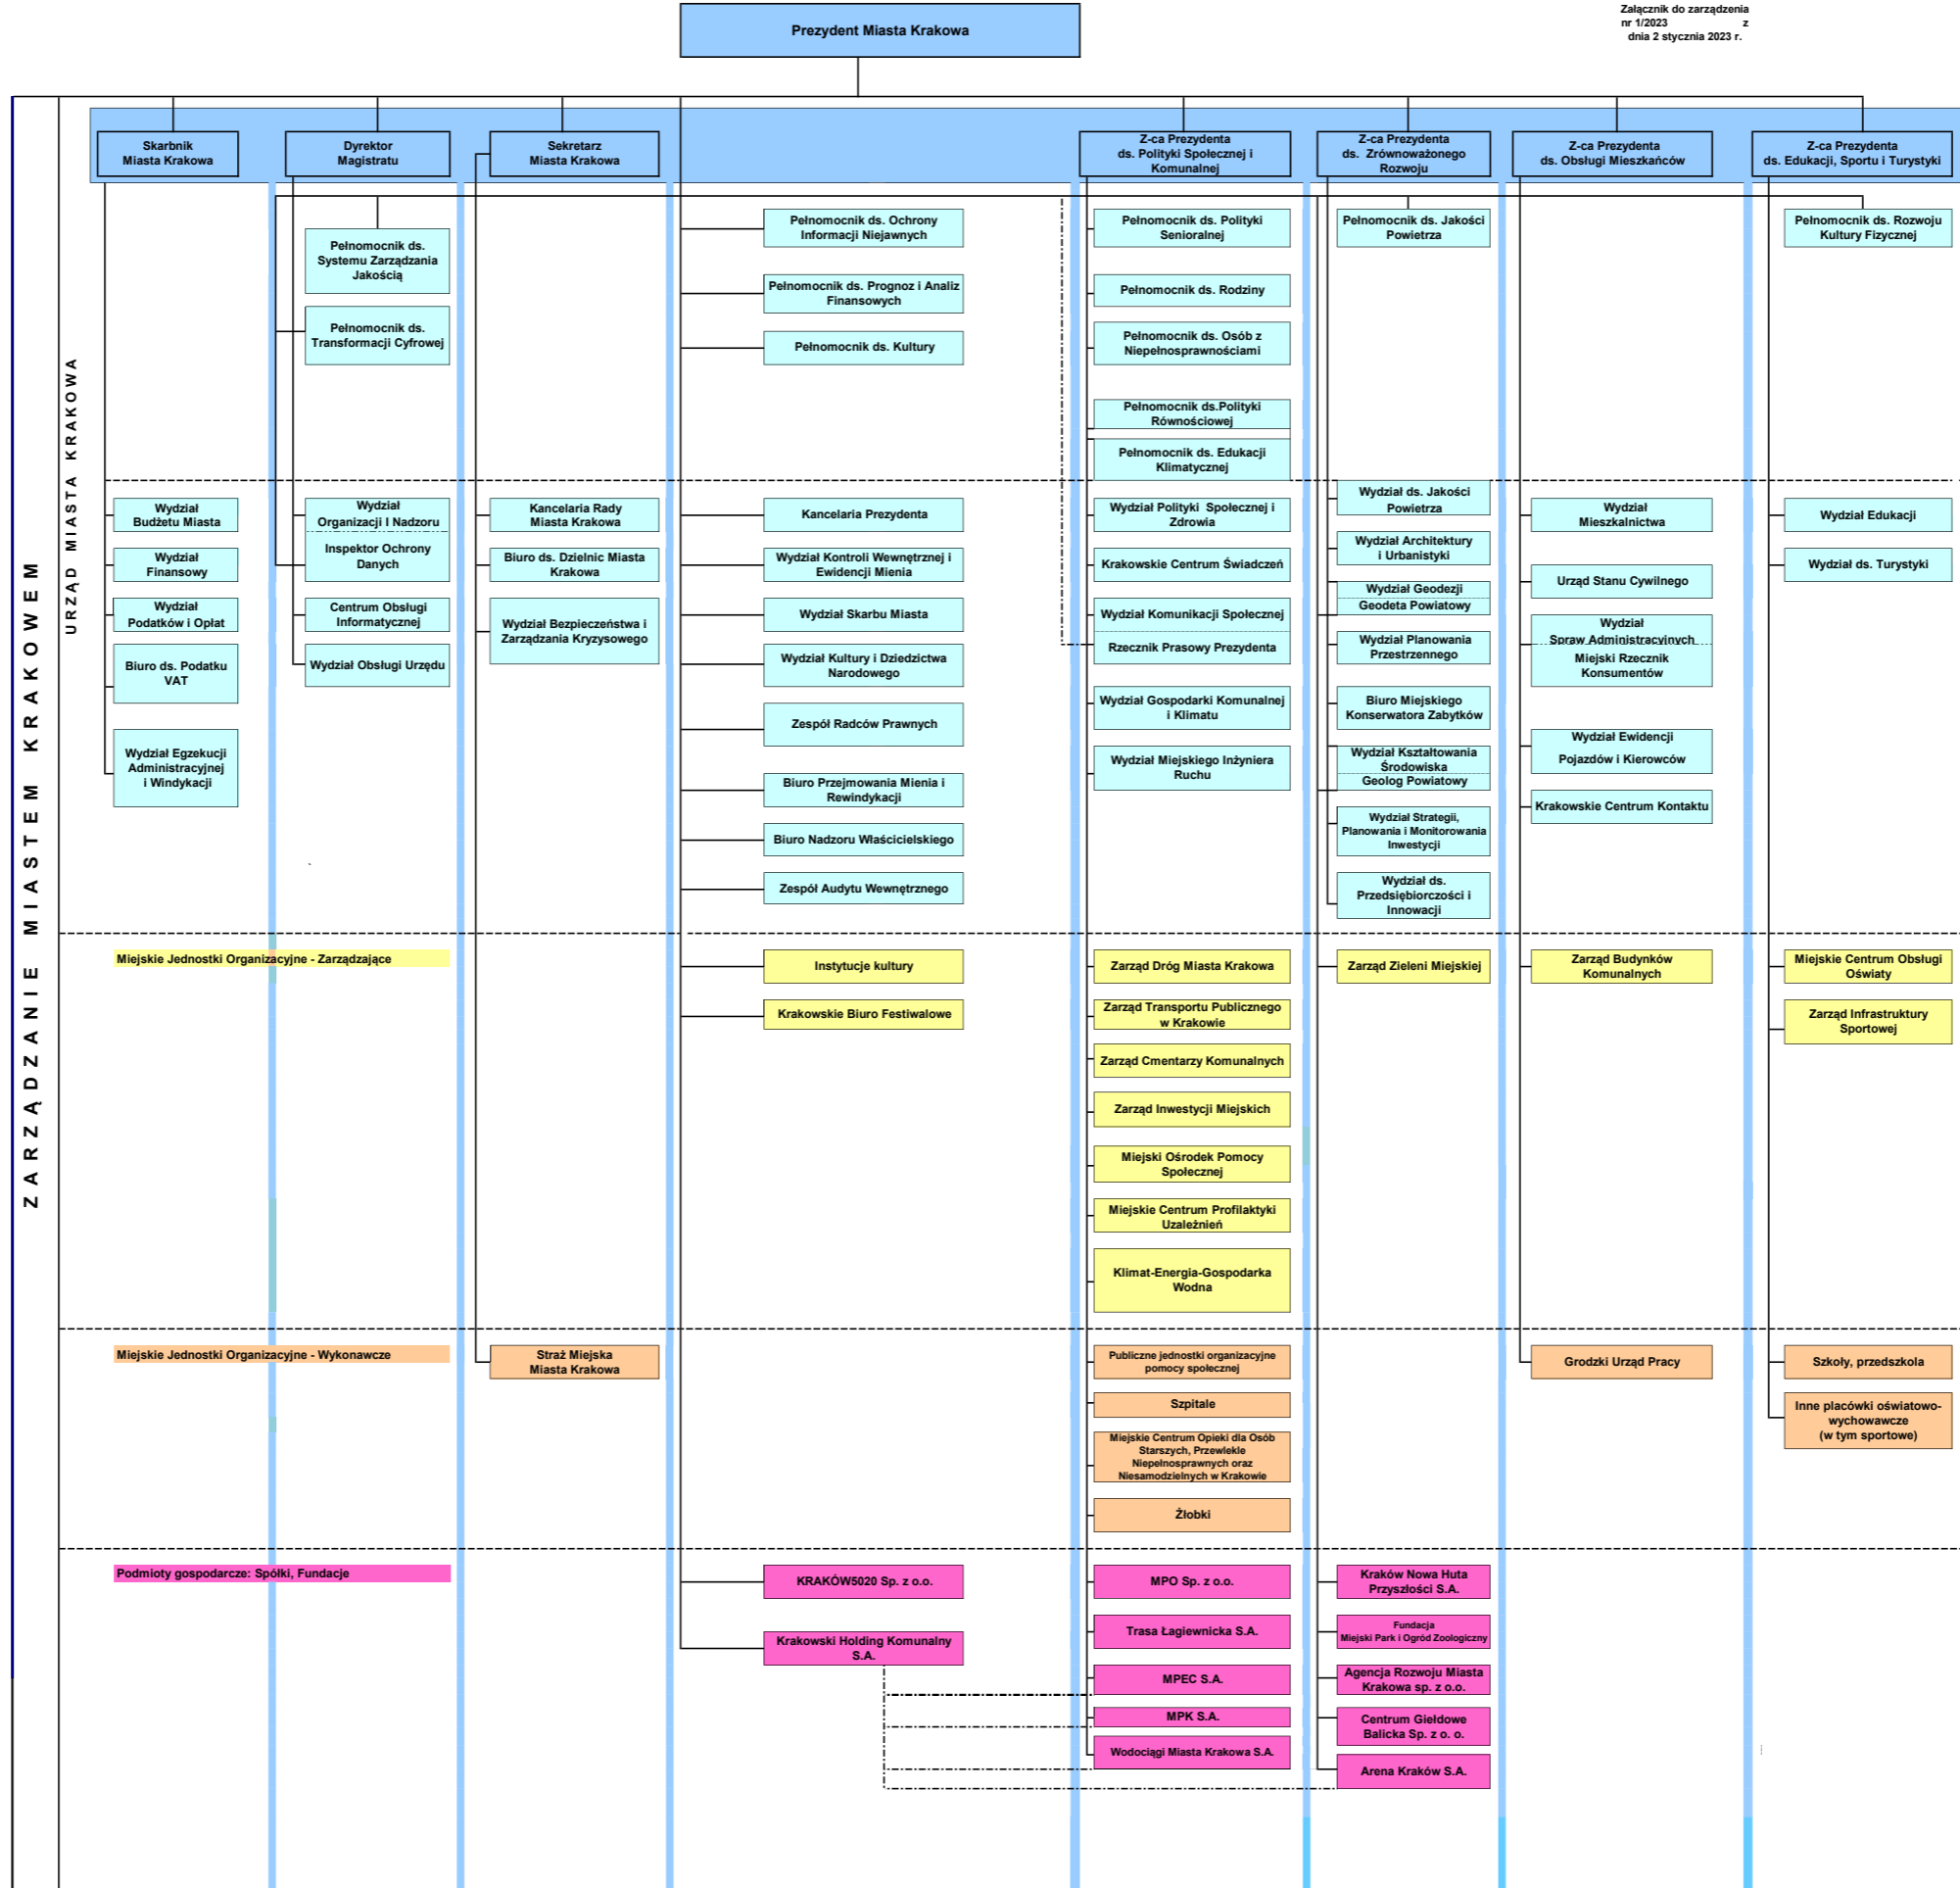 Załącznik do zarządzenia
nr 1/2023 z
dnia 2 stycznia 2023 r.
Prezydent Miasta Krakowa
ZARZĄDZANIE MIASTEM KRAKOWEM
URZĄD MIASTA KRAKOWA
Skarbnik
Miasta Krakowa
Dyrektor
Magistratu
Sekretarz
Miasta Krakowa
Z-ca Prezydenta
ds. Polityki Społecznej i
Komunalnej
Z-ca Prezydenta
ds. Zrównoważonego
Rozwoju
Z-ca Prezydenta
ds. Obsługi Mieszkańców
Z-ca Prezydenta
ds. Edukacji, Sportu i Turystyki
Pełnomocnik ds.
Systemu Zarządzania
Jakością
Pełnomocnik ds.
Transformacji Cyfrowej
Pełnomocnik ds. Ochrony
Informacji Niejawnych
Pełnomocnik ds. Prognoz i Analiz
Finansowych
Pełnomocnik ds. Kultury
Pełnomocnik ds. Polityki
Senioralnej
Pełnomocnik ds. Rodziny
Pełnomocnik ds. Osób z
Niepełnosprawnościami
Pełnomocnik ds.Polityki
Równościowej
Pełnomocnik ds. Edukacji
Klimatycznej
Pełnomocnik ds. Jakości
Powietrza
Pełnomocnik ds. Rozwoju
Kultury Fizycznej
Wydział
Budżetu Miasta
Wydział
Finansowy
Wydział
Podatków i Opłat
Biuro ds. Podatku
VAT
Wydział Egzekucji
Administracyjnej
i Windykacji
Wydział
Organizacji I Nadzoru
Inspektor Ochrony
Danych
Centrum Obsługi
Informatycznej
Wydział Obsługi Urzędu
Kancelaria Rady
Miasta Krakowa
Biuro ds. Dzielnic Miasta
Krakowa
Wydział Bezpieczeństwa i
Zarządzania Kryzysowego
Kancelaria Prezydenta
Wydział Kontroli Wewnętrznej i
Ewidencji Mienia
Wydział Skarbu Miasta
Wydział Kultury i Dziedzictwa
Narodowego
Zespół Radców Prawnych
Biuro Przejmowania Mienia i
Rewindykacji
Biuro Nadzoru Właścicielskiego
Zespół Audytu Wewnętrznego
Wydział Polityki Społecznej i
Zdrowia
Krakowskie Centrum Świadczeń
Wydział Komunikacji Społecznej
Rzecznik Prasowy Prezydenta
Wydział Gospodarki Komunalnej
i Klimatu
Wydział Miejskiego Inżyniera
Ruchu
Wydział ds. Jakości
Powietrza
Wydział Architektury
i Urbanistyki
Wydział Geodezji
Geodeta Powiatowy
Wydział Planowania
Przestrzennego
Biuro Miejskiego
Konserwatora Zabytków
Wydział Kształtowania
Środowiska
Geolog Powiatowy
Wydział Strategii,
Planowania i Monitorowania
Inwestycji
Wydział ds.
Przedsiębiorczości i
Innowacji
Wydział
Mieszkalnictwa
Urząd Stanu Cywilnego
Wydział
Spraw Administracyjnych
Miejski Rzecznik
Konsumentów
Wydział Ewidencji
Pojazdów i Kierowców
Krakowskie Centrum Kontaktu
Wydział Edukacji
Wydział ds. Turystyki
Miejskie Jednostki Organizacyjne - Zarządzające
Instytucje kultury
Krakowskie Biuro Festiwalowe
Zarząd Dróg Miasta Krakowa
Zarząd Transportu Publicznego
w Krakowie
Zarząd Cmentarzy Komunalnych
Zarząd Inwestycji Miejskich
Miejski Ośrodek Pomocy
Społecznej
Miejskie Centrum Profilaktyki
Uzależnień
Klimat-Energia-Gospodarka
Wodna
Zarząd Zieleni Miejskiej
Zarząd Budynków
Komunalnych
Miejskie Centrum Obsługi
Oświaty
Zarząd Infrastruktury
Sportowej
Miejskie Jednostki Organizacyjne - Wykonawcze
Straż Miejska
Miasta Krakowa
Publiczne jednostki organizacyjne
pomocy społecznej
Szpitale
Miejskie Centrum Opieki dla Osób
Starszych, Przewlekle
Niepełnosprawnych oraz
Niesamodzielnych w Krakowie
Żłobki
Grodzki Urząd Pracy
Szkoły, przedszkola
Inne placówki oświatowo-
wychowawcze
(w tym sportowe)
Podmioty gospodarcze: Spółki, Fundacje
KRAKÓW5020 Sp. z o.o.
Krakowski Holding Komunalny
S.A.
MPO Sp. z o.o.
Trasa Łagiewnicka S.A.
MPEC S.A.
MPK S.A.
Wodociągi Miasta Krakowa S.A.
Kraków Nowa Huta
Przyszłości S.A.
Fundacja
Miejski Park i Ogród Zoologiczny
Agencja Rozwoju Miasta
Krakowa sp. z o.o.
Centrum Giełdowe
Balicka Sp. z o. o.
Arena Kraków S.A.